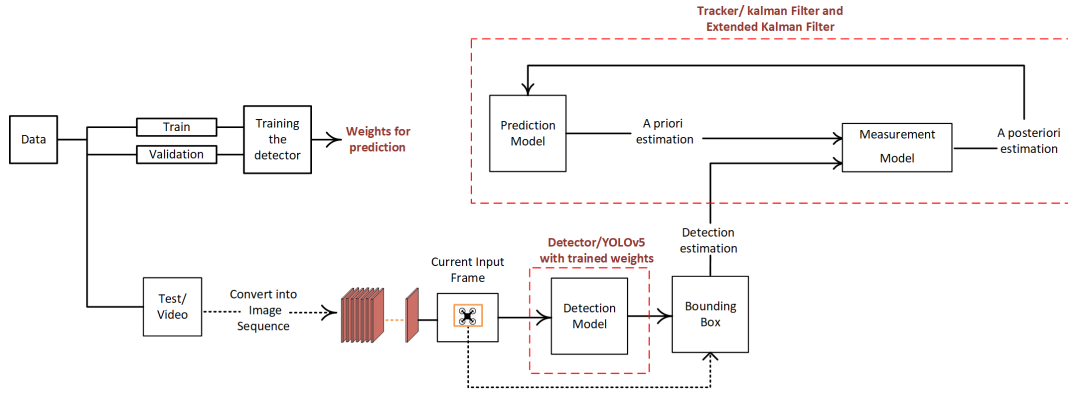 Tracker/ kalman Filter and
Extended Kalman Filter
Data
Train
Validation
Training
the
detector
Weights for
prediction
Prediction
Model
A priori
estimation
Measurement
Model
A posteriori
estimation
Detection
estimation
Test/
Video
Convert into
Image
Sequence
Current Input
Frame
Detector/YOLOv5
with trained weights
Detection
Model
Bounding
Box